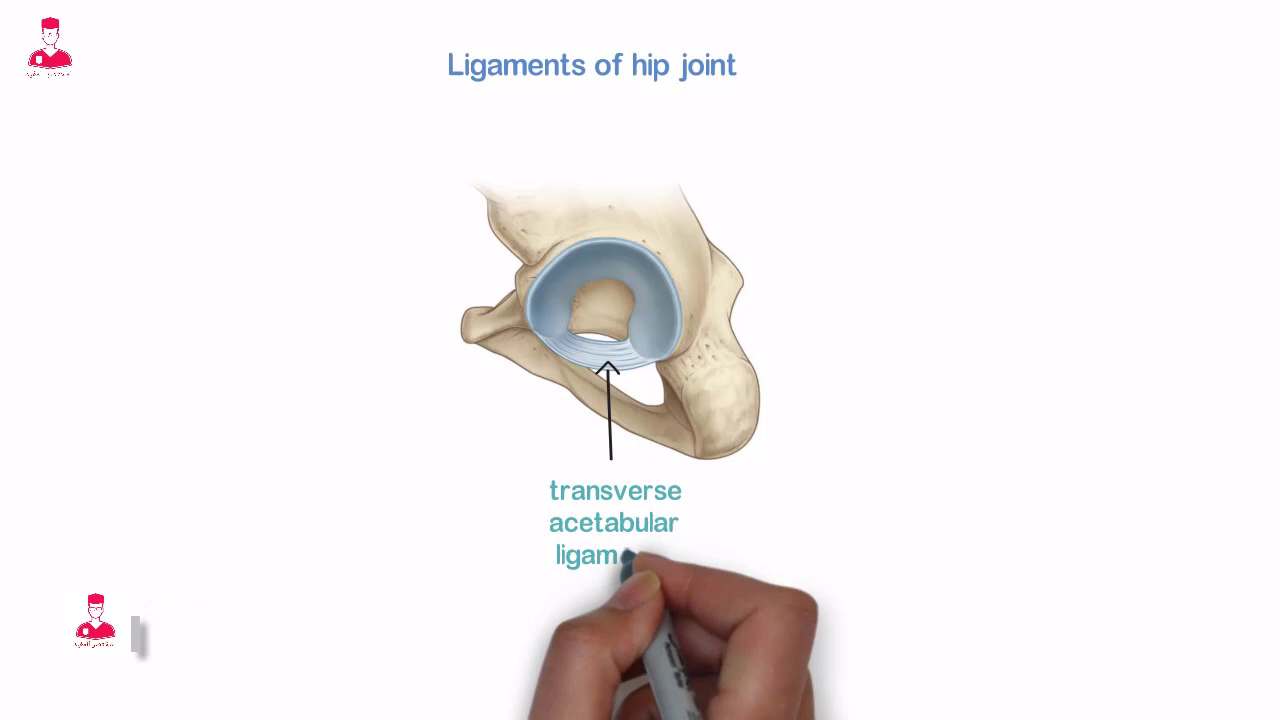 Ligaments of hip joint
transverse
acetabular
ligam